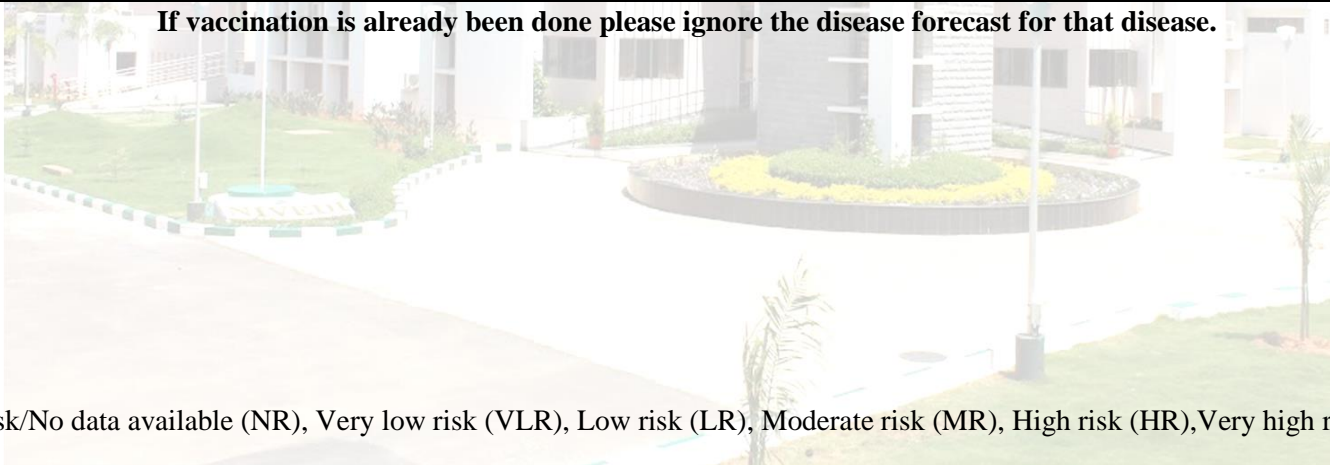 If vaccination is already been done please ignore the disease forecast for that disease.
NIVEDI
sk/No data available (NR), Very low risk (VLR), Low risk (LR), Moderate risk (MR), High risk (HR),Very high r